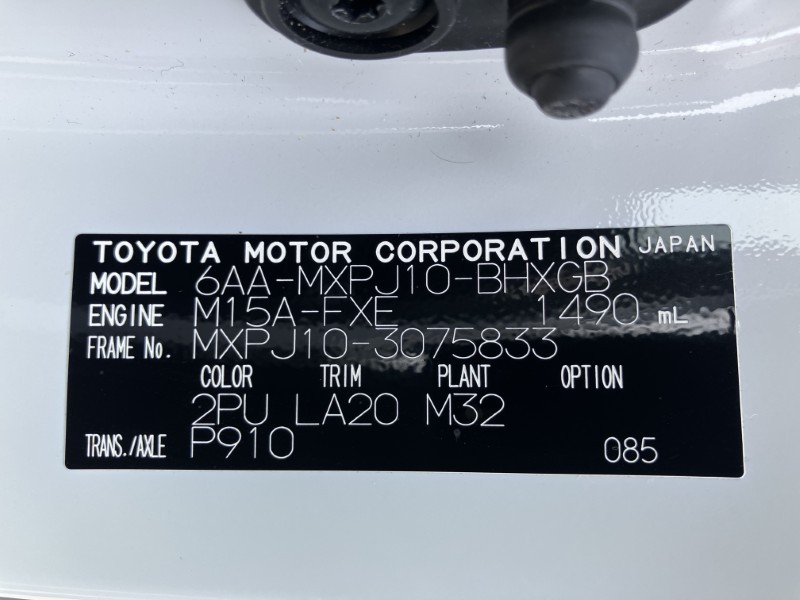 TOYOTA MOTOR CORPORATION JAPAN
MODEL 6AA-MXPJ10-BHXGB
ENGINE M15A-FXE 1490 mL
FRAME No. MXPJ10-3075833
COLOR TRIM PLANT OPTION
2PU LA20 M32
TRANS./AXLE P910 085